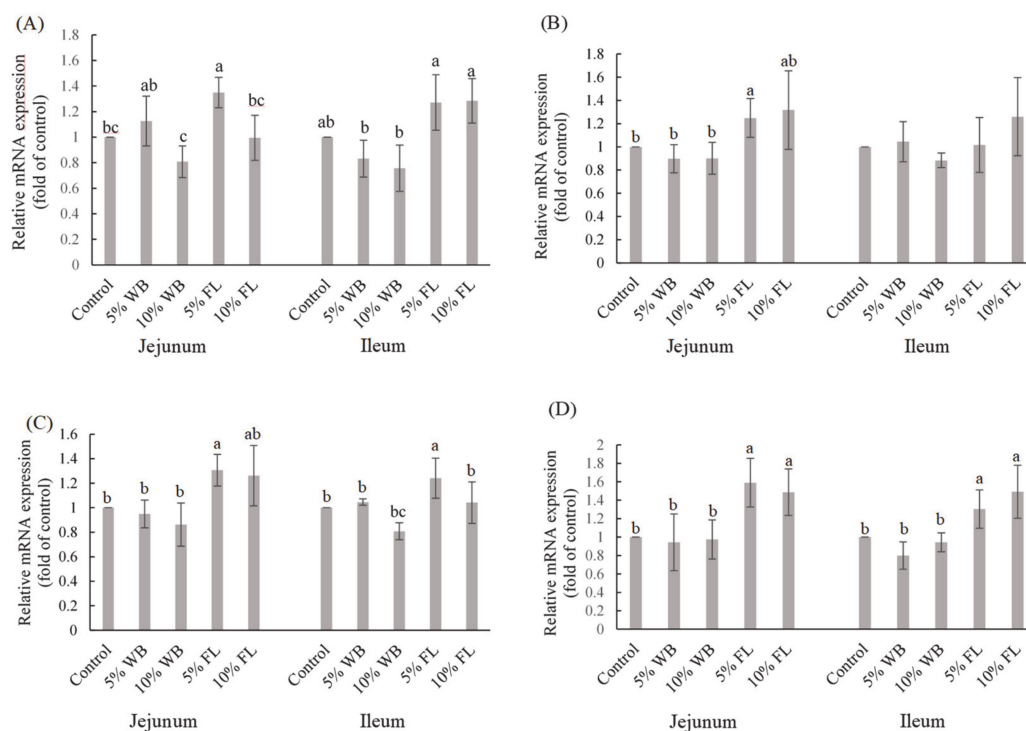 (A)
Relative mRNA expression
(fold of control)
1.8
1.6
1.4
1.2
1
0.8
0.6
0.4
0.2
0
bc
ab
c
a
bc
ab
b
b
a
a
Control
5% WB
10% WB
5% FL
10% FL
Control
5% WB
10% WB
5% FL
10% FL
Jejunum
Ileum
(B)
Relative mRNA expression
(fold of control)
1.8
1.6
1.4
1.2
1
0.8
0.6
0.4
0.2
0
b
b
b
a
ab
Control
5% WB
10% WB
5% FL
10% FL
Control
5% WB
10% WB
5% FL
10% FL
Jejunum
Ileum
(C)
Relative mRNA expression
(fold of control)
1.6
1.4
1.2
1
0.8
0.6
0.4
0.2
0
b
b
b
a
ab
b
b
bc
a
b
Control
5% WB
10% WB
5% FL
10% FL
Control
5% WB
10% WB
5% FL
10% FL
Jejunum
Ileum
(D)
Relative mRNA expression
(fold of control)
2
1.8
1.6
1.4
1.2
1
0.8
0.6
0.4
0.2
0
b
b
b
a
a
b
b
b
a
a
Control
5% WB
10% WB
5% FL
10% FL
Control
5% WB
10% WB
5% FL
10% FL
Jejunum
Ileum